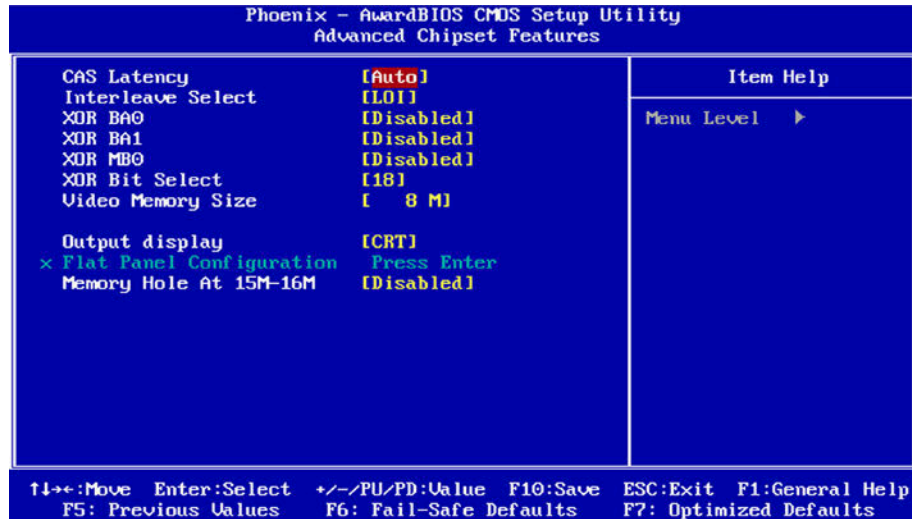 Phoenix - AwardBIOS CMOS Setup Utility
Advanced Chipset Features
CAS Latency [Auto]
Interleave Select [LOI]
XOR BA0 [Disabled]
XOR BA1 [Disabled]
XOR MB0 [Disabled]
XOR Bit Select [18]
Video Memory Size [ 8 M]
Output display [CRT]
x Flat Panel Configuration Press Enter
Memory Hole At 15M-16M [Disabled]
Item Help
Menu Level ►
↑↓→←:Move Enter:Select +/-/PU/PD:Value F10:Save ESC:Exit F1:General Help
F5: Previous Values F6: Fail-Safe Defaults F7: Optimized Defaults